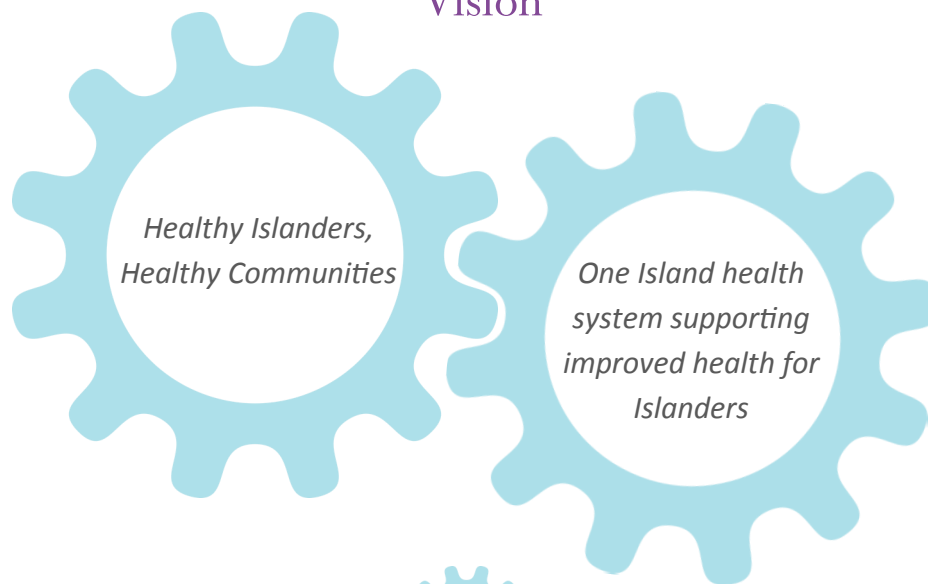 Vision
Healthy Islanders,
Healthy Communities
One Island health
system supporting
improved health for
Islanders